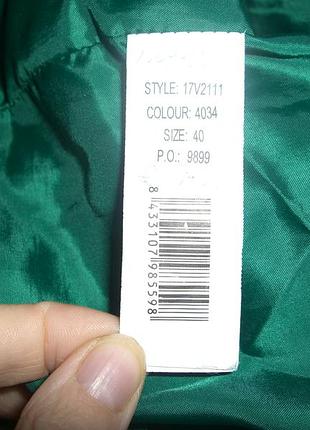 STYLE: 17V2111
COLOUR: 4034
SIZE: 40
P.O.: 9899
8 433107 985598